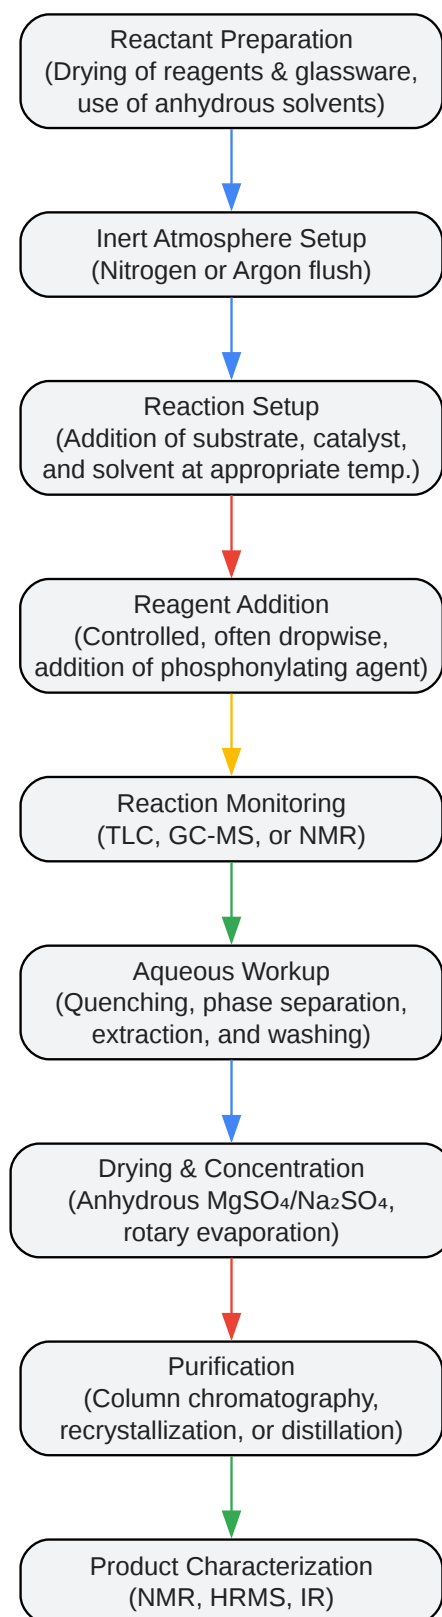 Reactant Preparation
(Drying of reagents & glassware,
use of anhydrous solvents)
Inert Atmosphere Setup
(Nitrogen or Argon flush)
Reaction Setup
(Addition of substrate, catalyst,
and solvent at appropriate temp.)
Reagent Addition
(Controlled, often dropwise,
addition of phosphonylating agent)
Reaction Monitoring
(TLC, GC-MS, or NMR)
Aqueous Workup
(Quenching, phase separation,
extraction, and washing)
Drying & Concentration
(Anhydrous MgSO₄/Na₂SO₄,
rotary evaporation)
Purification
(Column chromatography,
recrystallization, or distillation)
Product Characterization
(NMR, HRMS, IR)